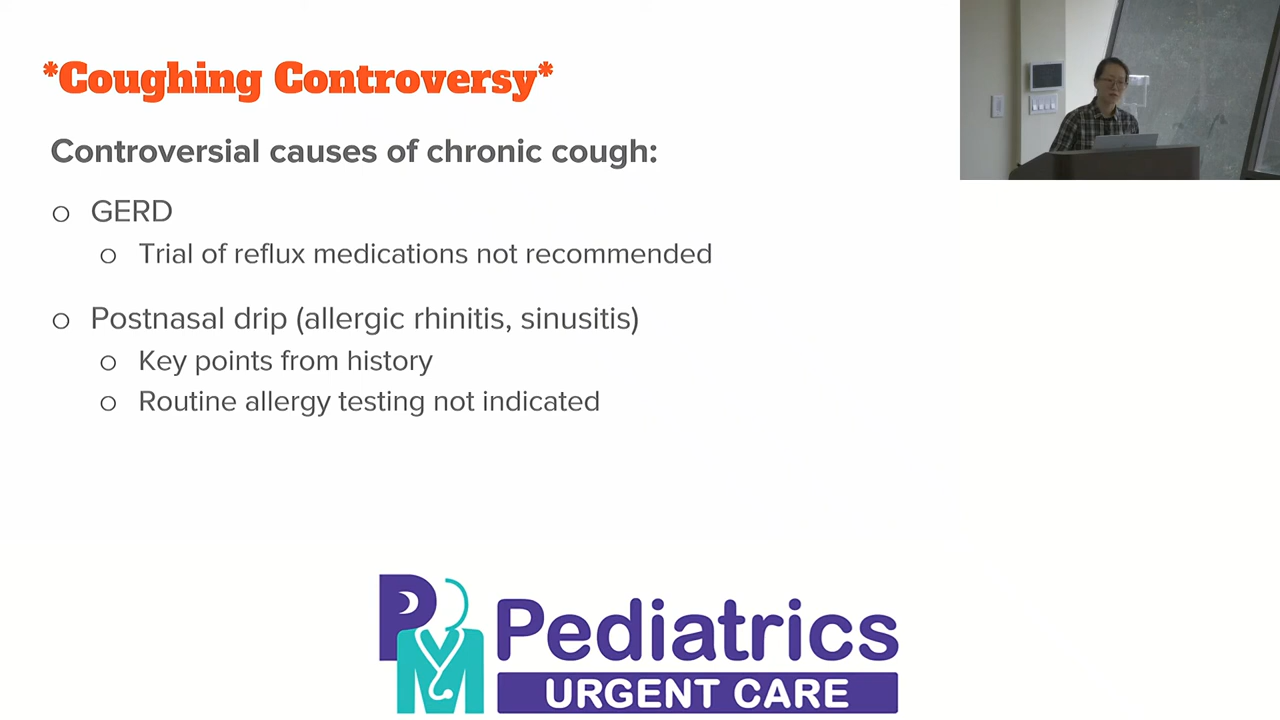 *Coughing Controversy*
Controversial causes of chronic cough:
o GERD
o Trial of reflux medications not recommended
o Postnasal drip (allergic rhinitis, sinusitis)
o Key points from history
o Routine allergy testing not indicated
PM Pediatrics
URGENT CARE